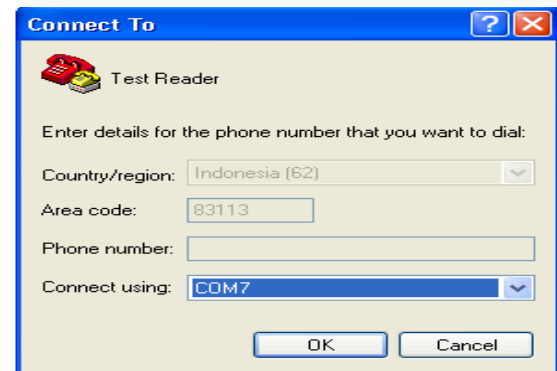 Connect To
Test Reader
Enter details for the phone number that you want to dial:
Country/region: Indonesia (62)
Area code: 83113
Phone number:
Connect using: COM7
OK Cancel